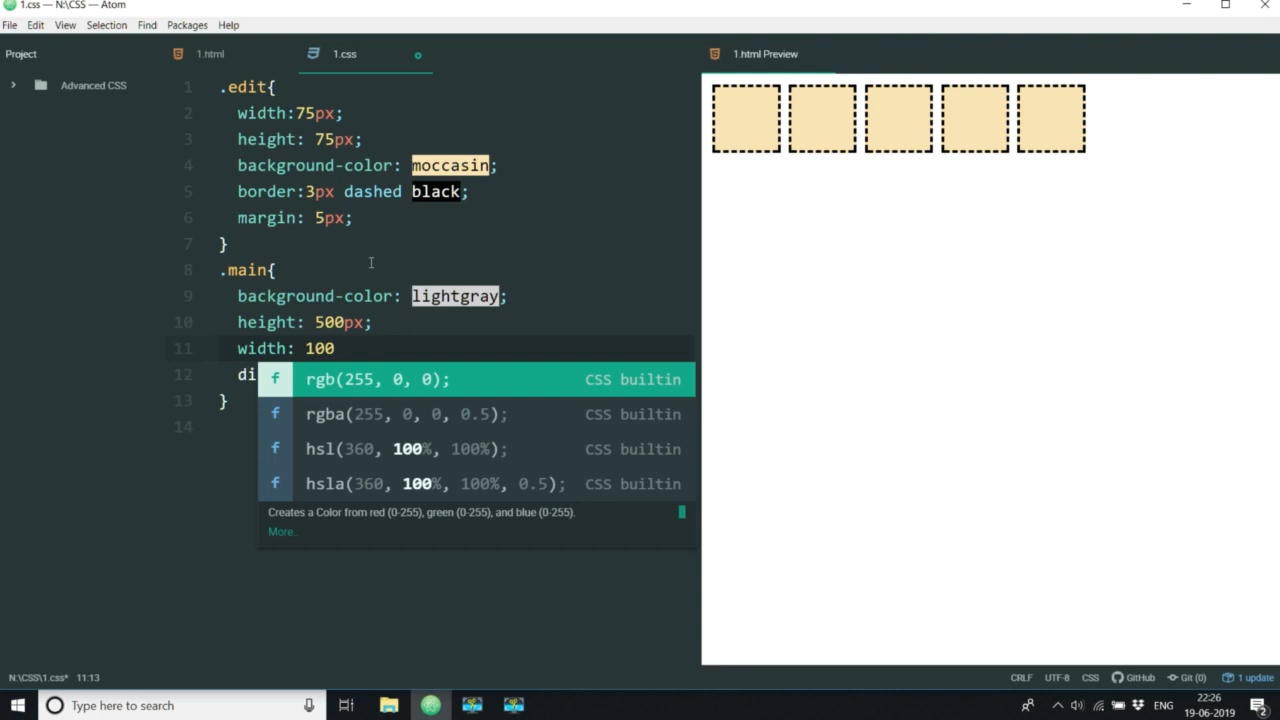 1.css — N:\CSS — Atom
File Edit View Selection Find Packages Help
Project
1.html
1.css
1.html Preview
Advanced CSS
1 .edit{
2 width:75px;
3 height: 75px;
4 background-color: moccasin;
5 border:3px dashed black;
6 margin: 5px;
7 }
8 .main{
9 background-color: lightgray;
10 height: 500px;
11 width: 100
12 di
f rgb(255, 0, 0); CSS builtin
13 }
f rgba(255, 0, 0, 0.5); CSS builtin
14
f hsl(360, 100%, 100%); CSS builtin
f hsla(360, 100%, 100%, 0.5); CSS builtin
Creates a Color from red (0-255), green (0-255), and blue (0-255).
More..
N:\CSS\1.css* 11:13
CRLF UTF-8 CSS GitHub Git (0) 1 update
Type here to search
ENG
22:26
19-06-2019
2